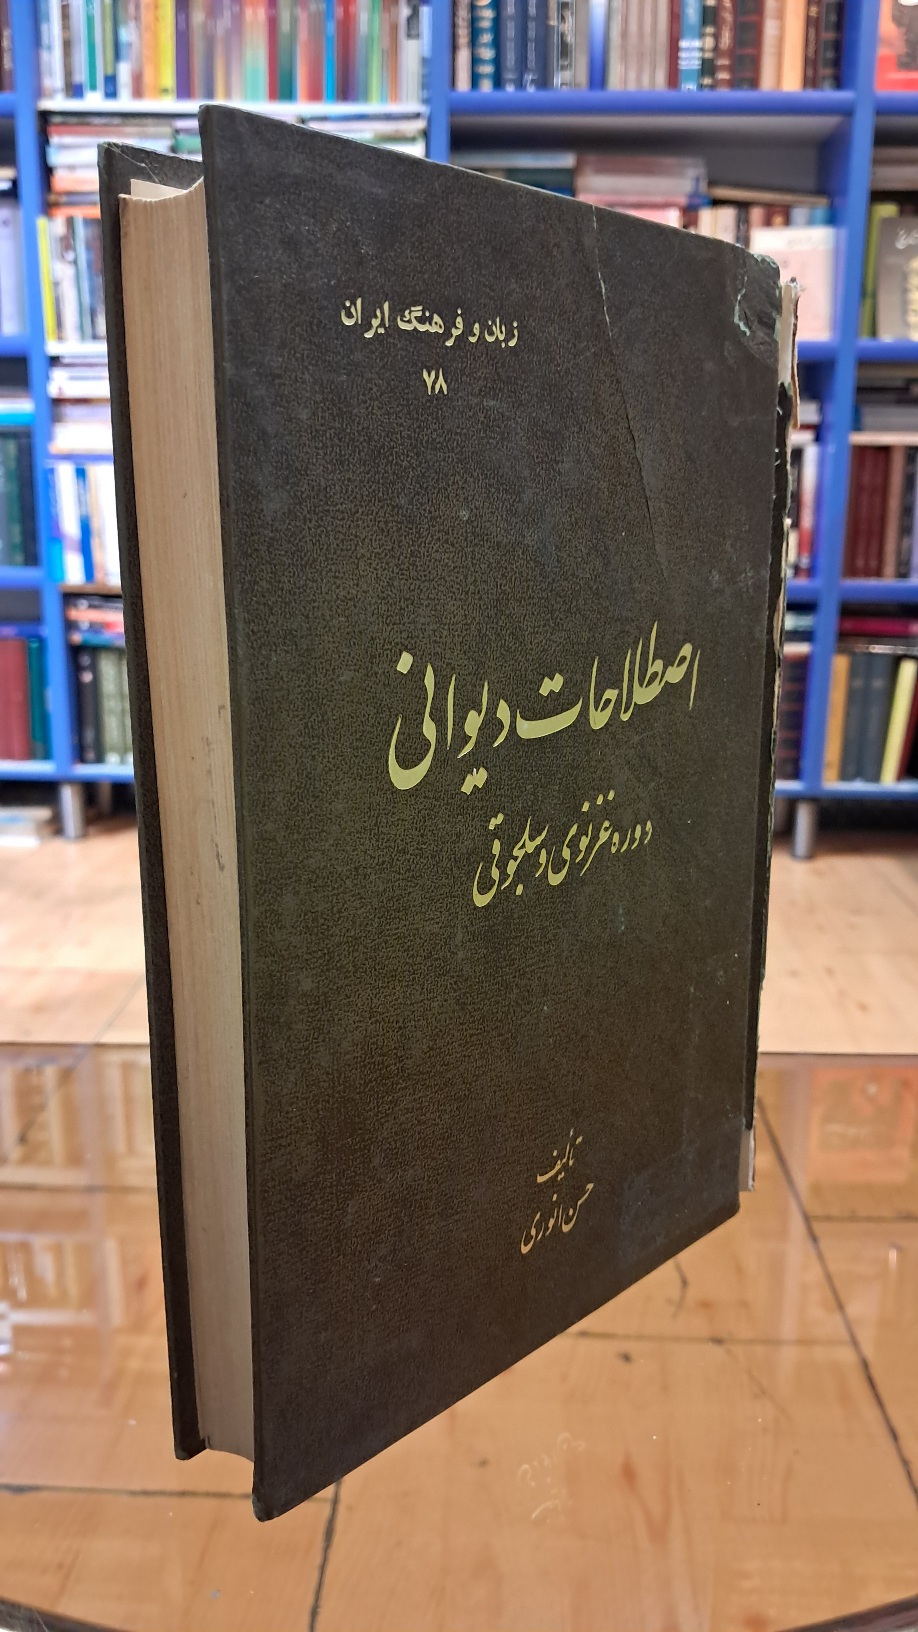 زبان و فرهنگ ایران
۷۸
اصطلاحات دیوانی
دوره غزنوی و سلجوقی
تألیف
حسن انوری